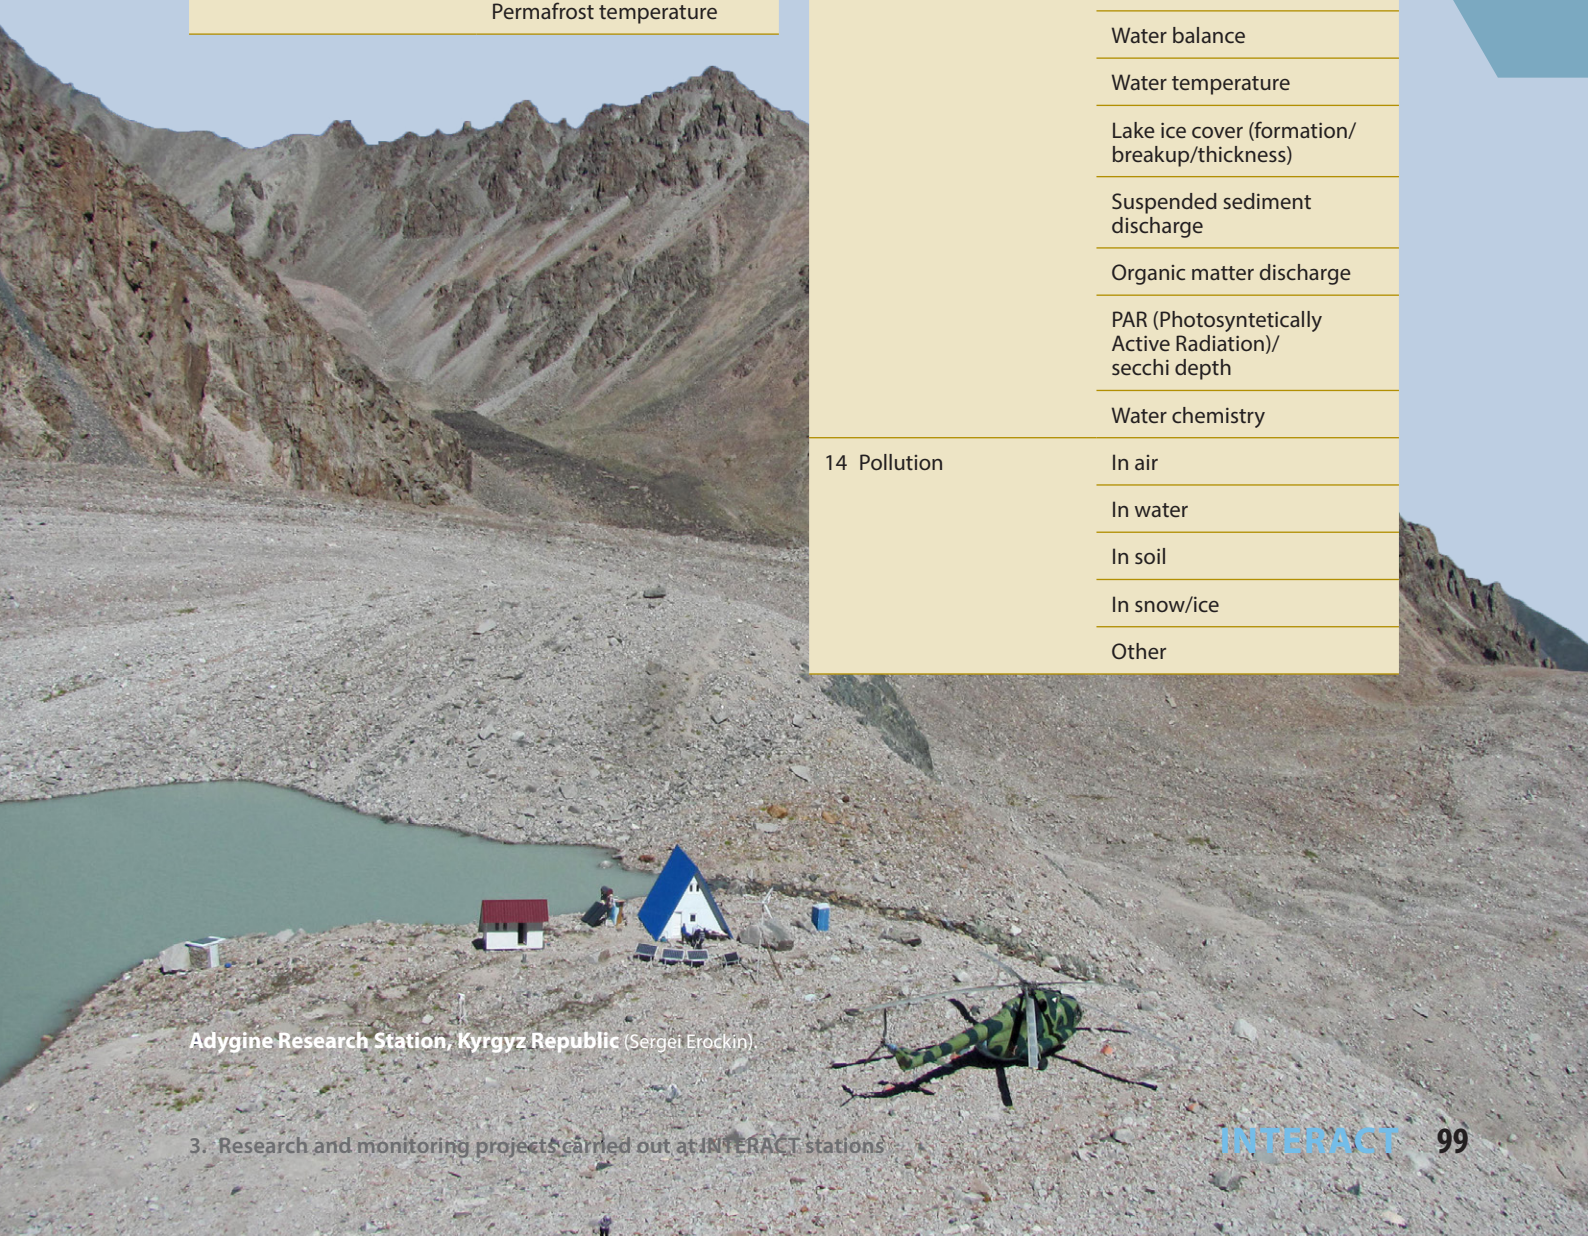 Permafrost temperature
Water balance
Water temperature
Lake ice cover (formation/
breakup/thickness)
Suspended sediment
discharge
Organic matter discharge
PAR (Photosyntetically
Active Radiation)/
secchi depth
Water chemistry
14 Pollution
In air
In water
In soil
In snow/ice
Other
Adygine Research Station, Kyrgyz Republic (Sergei Erockin).
3. Research and monitoring projects carried out at INTERACT stations
INTERACT 99